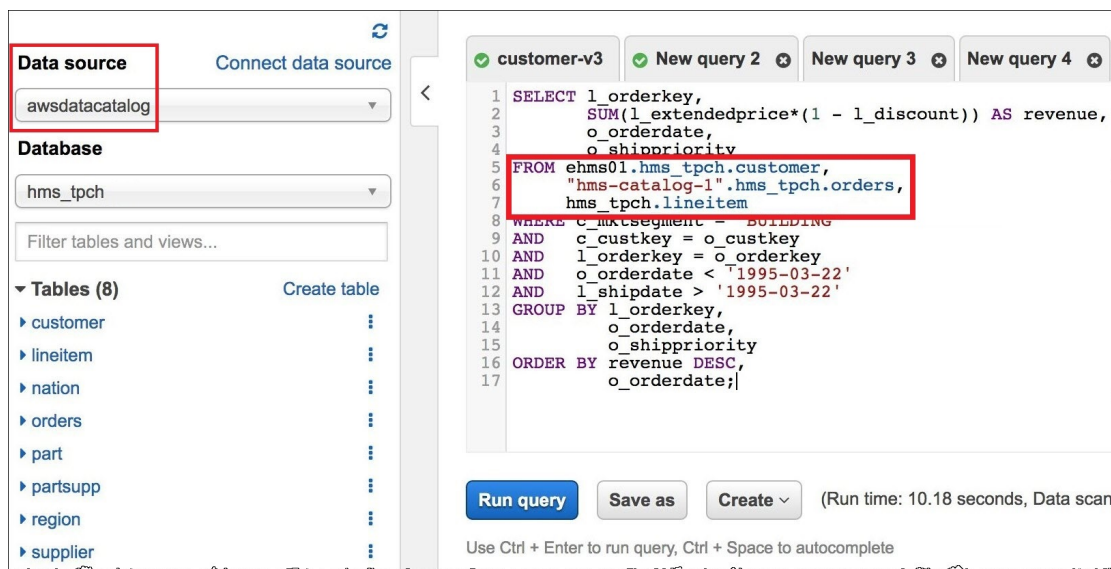 Data source
Connect data source
awsdatacatalog
Database
hms_tpch
Filter tables and views...
Tables (8)
Create table
customer
lineitem
nation
orders
part
partsupp
region
supplier
customer-v3
New query 2
New query 3
New query 4
1 SELECT l_orderkey,
2 SUM(l_extendedprice*(1 - l_discount)) AS revenue,
3 o_orderdate,
4 o_shippriority
5 FROM ehms01.hms_tpch.customer,
6 "hms-catalog-1".hms_tpch.orders,
7 hms_tpch.lineitem
8 WHERE c_mktsegment = 'BUILDING'
9 AND c_custkey = o_custkey
10 AND l_orderkey = o_orderkey
11 AND o_orderdate < '1995-03-22'
12 AND l_shipdate > '1995-03-22'
13 GROUP BY l_orderkey,
14 o_orderdate,
15 o_shippriority
16 ORDER BY revenue DESC,
17 o_orderdate;
Run query
Save as
Create
(Run time: 10.18 seconds, Data scan
Use Ctrl + Enter to run query, Ctrl + Space to autocomplete